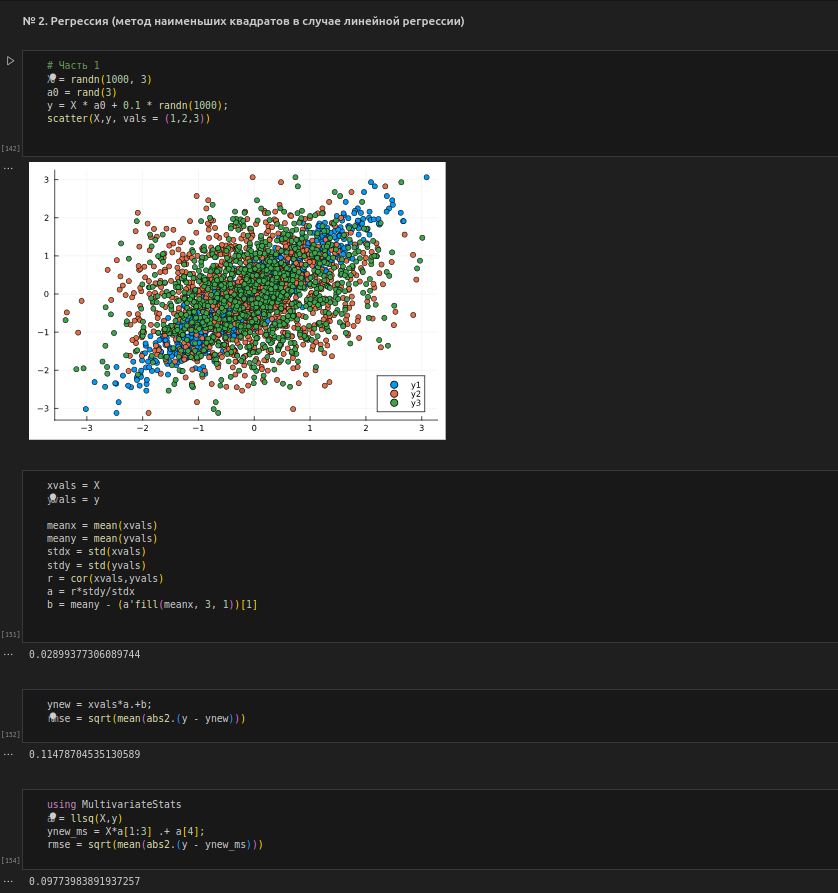 № 2. Регрессия (метод наименьших квадратов в случае линейной регрессии)
# Часть 1
X = randn(1000, 3)
a0 = rand(3)
y = X * a0 + 0.1 * randn(1000);
scatter(X,y, vals = (1,2,3))
[142]
...
3
2
1
0
−1
−2
−3
−3
−2
−1
0
1
2
3
y1
y2
y3
xvals = X
yvals = y
meanx = mean(xvals)
meany = mean(yvals)
stdx = std(xvals)
stdy = std(yvals)
r = cor(xvals,yvals)
a = r*stdy/stdx
b = meany - (a'fill(meanx, 3, 1))[1]
[151]
...
0.02899377306089744
ynew = xvals*a.+b;
rmse = sqrt(mean(abs2.(y - ynew)))
[152]
...
0.11478704535130589
using MultivariateStats
a = llsq(X,y)
ynew_ms = X*a[1:3] .+ a[4];
rmse = sqrt(mean(abs2.(y - ynew_ms)))
[154]
...
0.09773983891937257